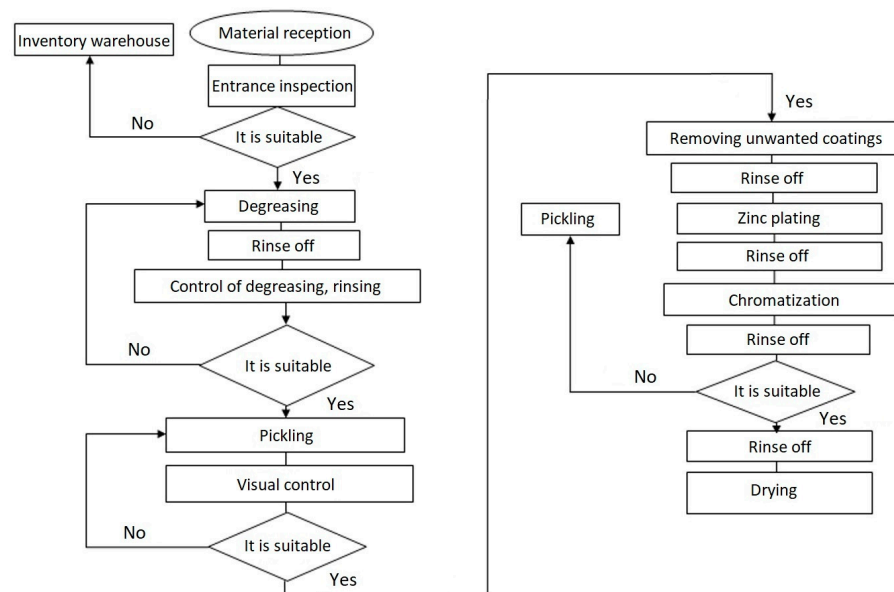 Inventory warehouse
Material reception
Entrance inspection
No
It is suitable
Yes
Degreasing
Rinse off
Control of degreasing, rinsing
No
It is suitable
Yes
Pickling
Visual control
No
It is suitable
Yes
Yes
Removing unwanted coatings
Rinse off
Pickling
Zinc plating
Rinse off
Chromatization
Rinse off
No
It is suitable
Yes
Rinse off
Drying